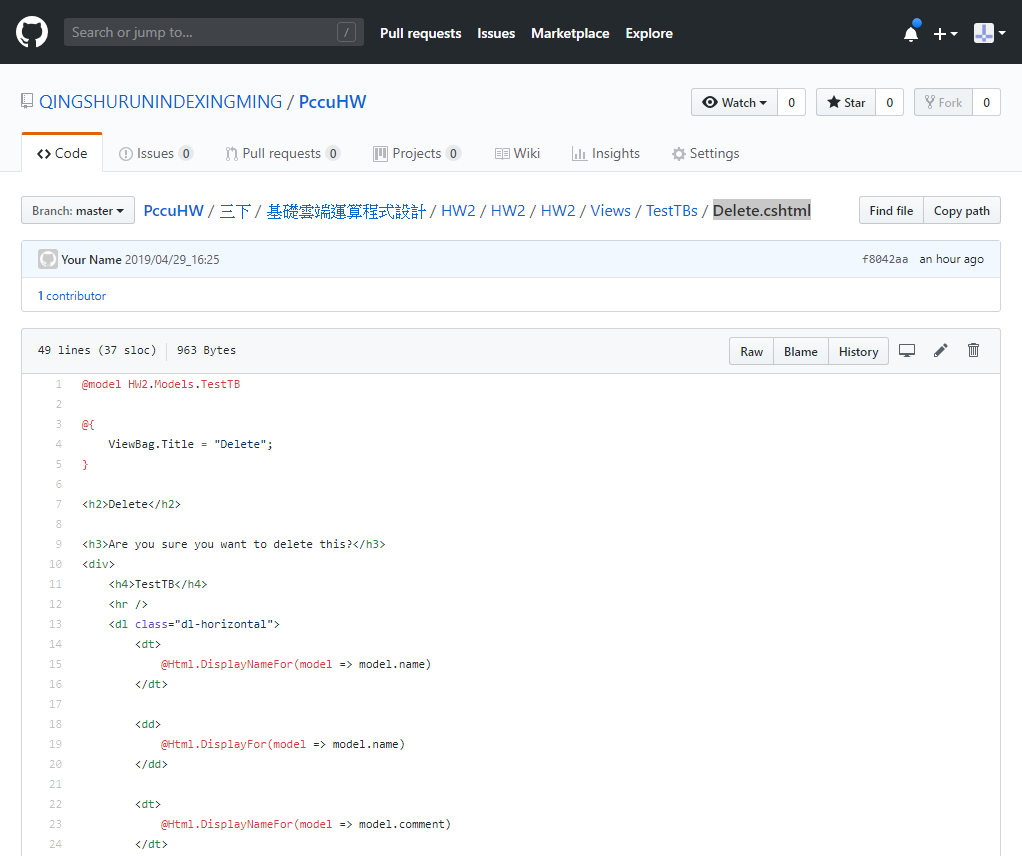 Search or jump to... / Pull requests Issues Marketplace Explore
QINGSHURUNINDEXINGMING / PccuHW Watch 0 Star 0 Fork 0
Code Issues 0 Pull requests 0 Projects 0 Wiki Insights Settings
Branch: master PccuHW / 三下 / 基礎雲端運算程式設計 / HW2 / HW2 / HW2 / Views / TestTBs / Delete.cshtml Find file Copy path
Your Name 2019/04/29_16:25 f8042aa an hour ago
1 contributor
49 lines (37 sloc) 963 Bytes Raw Blame History
1 @model HW2.Models.TestTB
2
3 @{
4 ViewBag.Title = "Delete";
5 }
6
7 <h2>Delete</h2>
8
9 <h3>Are you sure you want to delete this?</h3>
10 <div>
11 <h4>TestTB</h4>
12 <hr />
13 <dl class="dl-horizontal">
14 <dt>
15 @Html.DisplayNameFor(model => model.name)
16 </dt>
17
18 <dd>
19 @Html.DisplayFor(model => model.name)
20 </dd>
21
22 <dt>
23 @Html.DisplayNameFor(model => model.comment)
24 </dt>